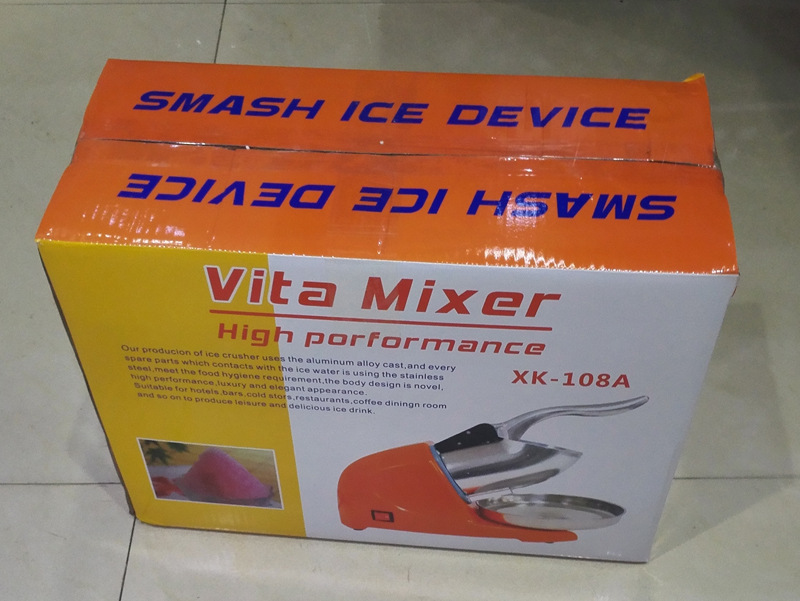 SMASH ICE DEVICE
SMASH ICE DEVICE
Vita Mixer
High porformance
Our producion of ice crusher uses the aluminum alloy cast,and every
spare parts which contacts with the ice water is using the stainless
steel,meet the food hygiene requirement,the body design is novel,
high performance,luxury and elegant appearance.
Suitable for hotels,bars,cold stors,restaurants,coffee,diningn room
and so on to produce leisure and delicious ice drink.
XK-108A